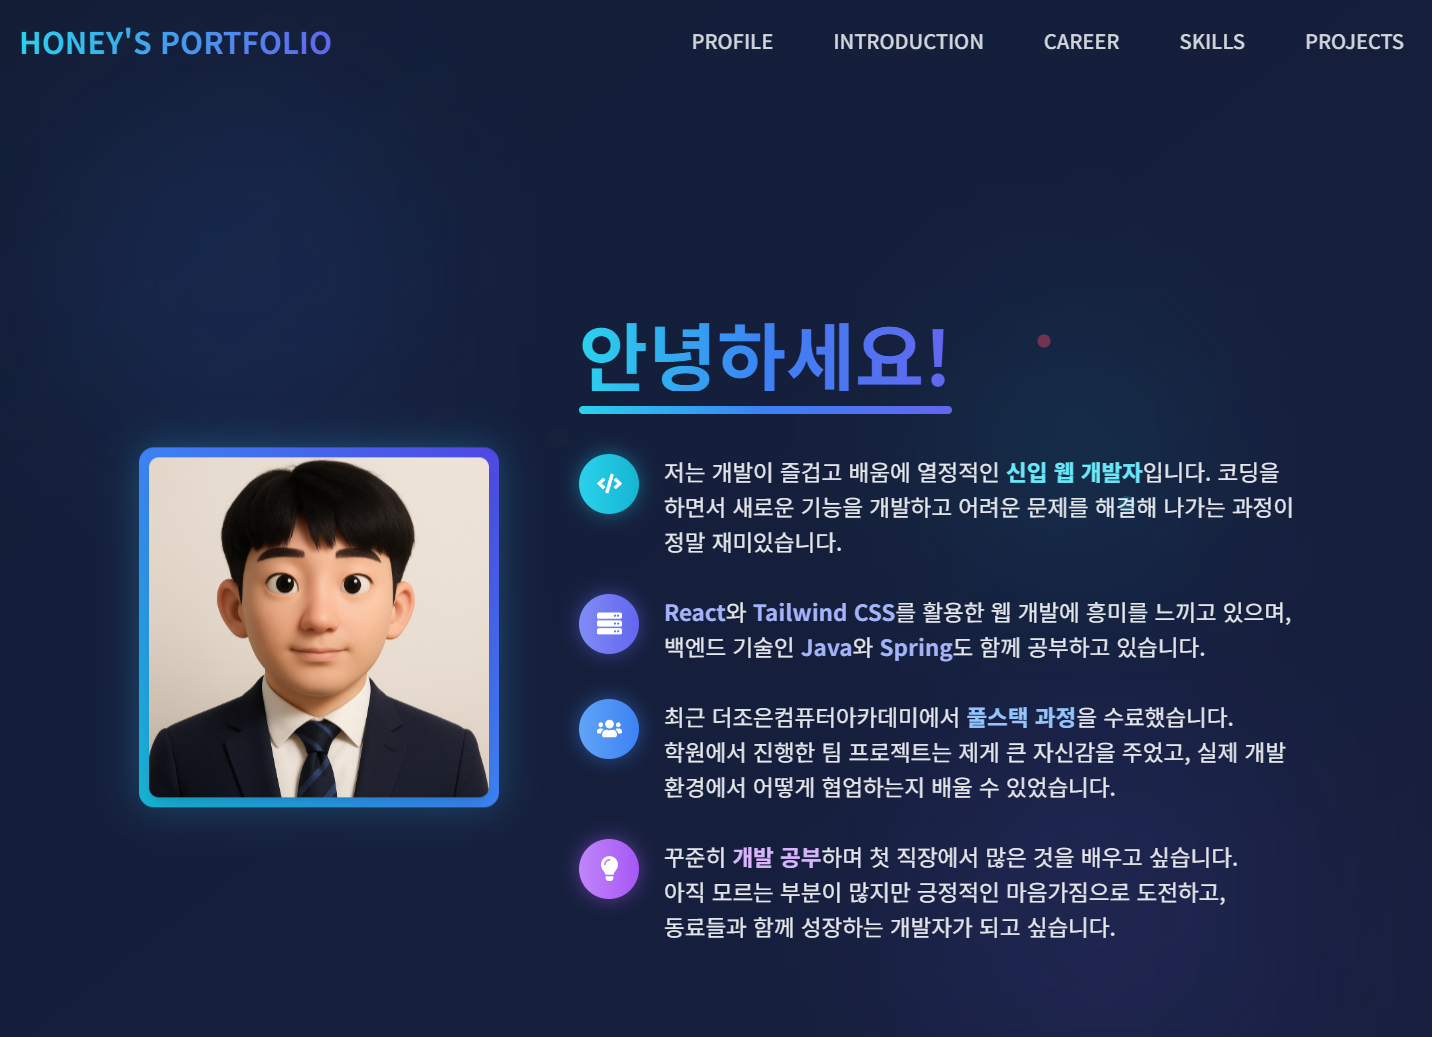 HONEY'S PORTFOLIO
PROFILE INTRODUCTION CAREER SKILLS PROJECTS
안녕하세요!
저는 개발이 즐겁고 배움에 열정적인 신입 웹 개발자입니다. 코딩을
하면서 새로운 기능을 개발하고 어려운 문제를 해결해 나가는 과정이
정말 재미있습니다.
React와 Tailwind CSS를 활용한 웹 개발에 흥미를 느끼고 있으며,
백엔드 기술인 Java와 Spring도 함께 공부하고 있습니다.
최근 더조은컴퓨터아카데미에서 풀스택 과정을 수료했습니다.
학원에서 진행한 팀 프로젝트는 제게 큰 자신감을 주었고, 실제 개발
환경에서 어떻게 협업하는지 배울 수 있었습니다.
꾸준히 개발 공부하며 첫 직장에서 많은 것을 배우고 싶습니다.
아직 모르는 부분이 많지만 긍정적인 마음가짐으로 도전하고,
동료들과 함께 성장하는 개발자가 되고 싶습니다.